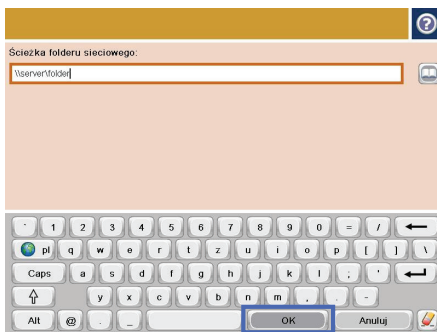 ?
Ścieżka folderu sieciowego:
\\server\folder
` 1 2 3 4 5 6 7 8 9 0 = /
pl q w e r t z u i o p [ ] \
Caps a s d f g h j k l ; '
y x c v b n m , . -
Alt @ . _ OK Anuluj